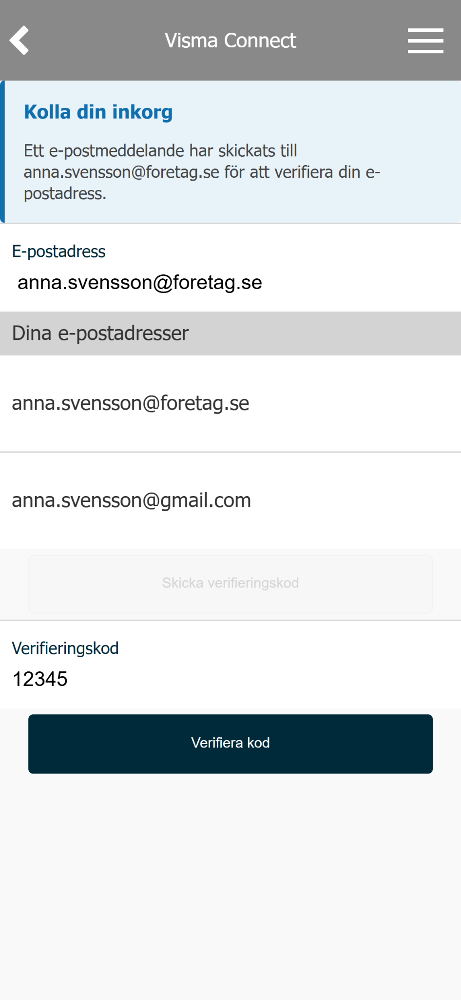 Visma Connect
Kolla din inkorg
Ett e-postmeddelande har skickats till
anna.svensson@foretag.se för att verifiera din e-
postadress.
E-postadress
anna.svensson@foretag.se
Dina e-postadresser
anna.svensson@foretag.se
anna.svensson@gmail.com
Skicka verifieringskod
Verifieringskod
12345
Verifiera kod